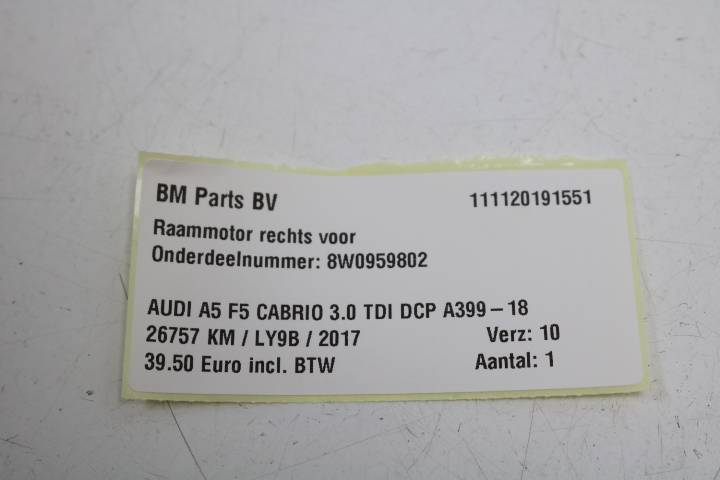 BM Parts BV 111120191551
Raammotor rechts voor
Onderdeelnummer: 8W0959802
AUDI A5 F5 CABRIO 3.0 TDI DCP A399-18
26757 KM / LY9B / 2017 Verz: 10
39.50 Euro incl. BTW Aantal: 1